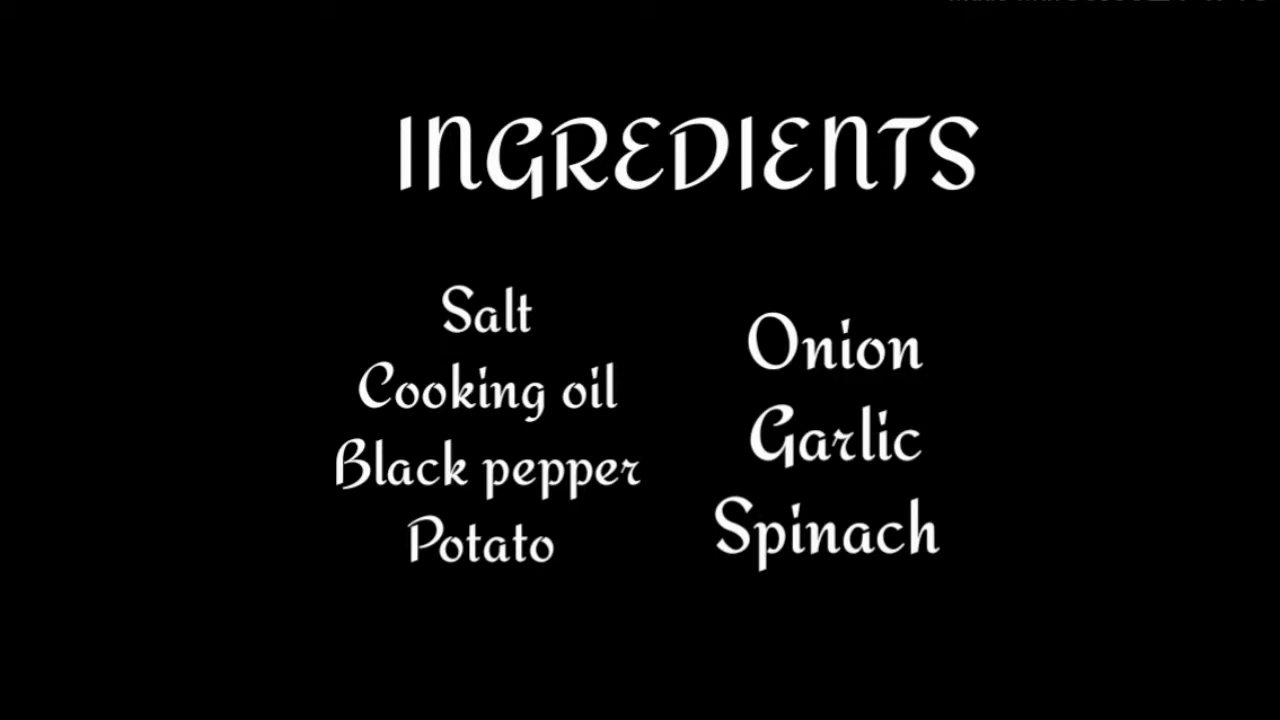 INGREDIENTS
Salt
Cooking oil
Black pepper
Potato
Onion
Garlic
Spinach